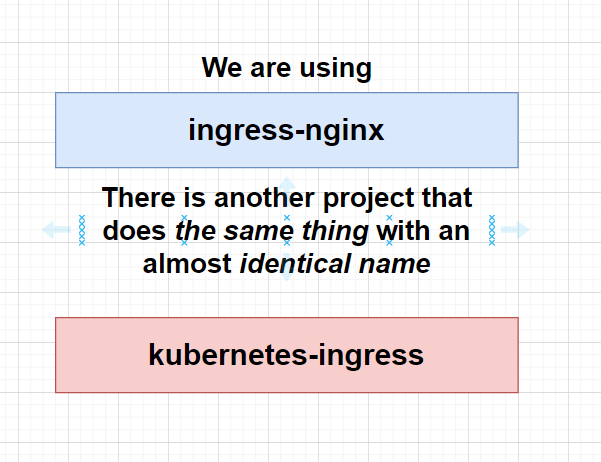 We are using
ingress-nginx
There is another project that
does the same thing with an
almost identical name
kubernetes-ingress